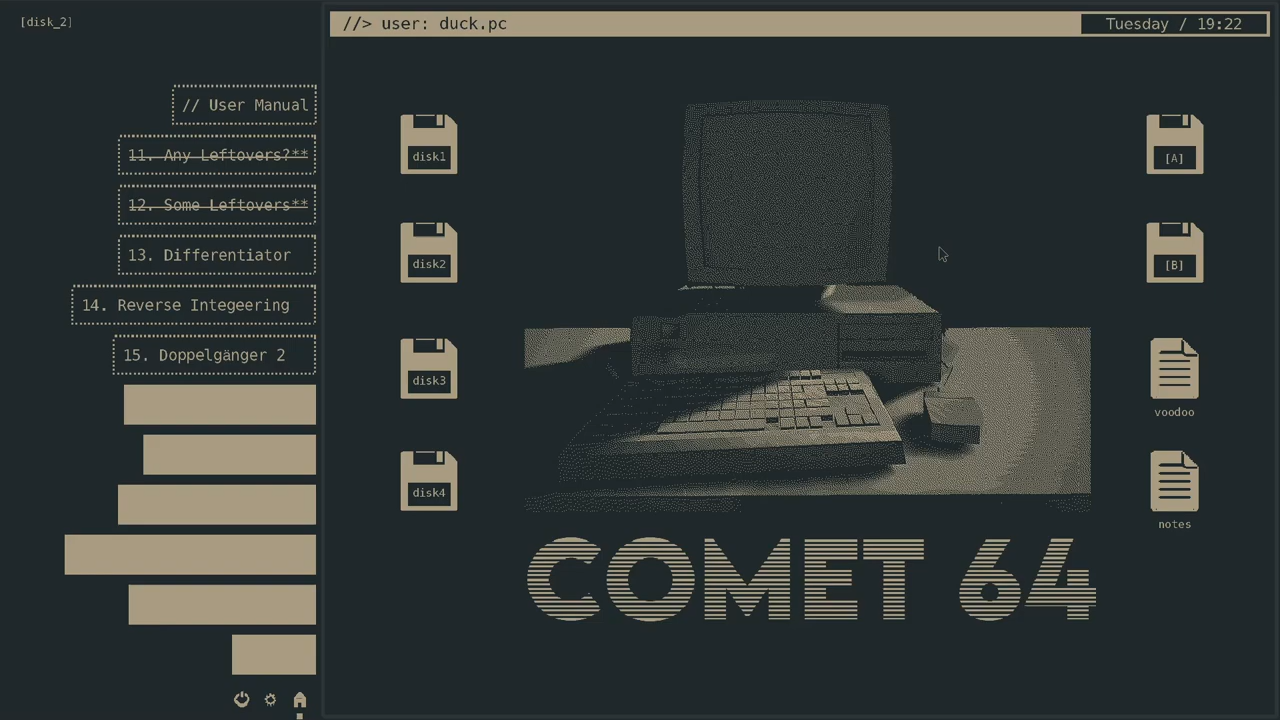 [disk_2]
//> user: duck.pc
Tuesday / 19:22
// User Manual
11. Any Leftovers?**
12. Some Leftovers**
13. Differentiator
14. Reverse Integeering
15. Doppelgänger 2
disk1
disk2
disk3
disk4
[A]
[B]
voodoo
notes
COMET 64